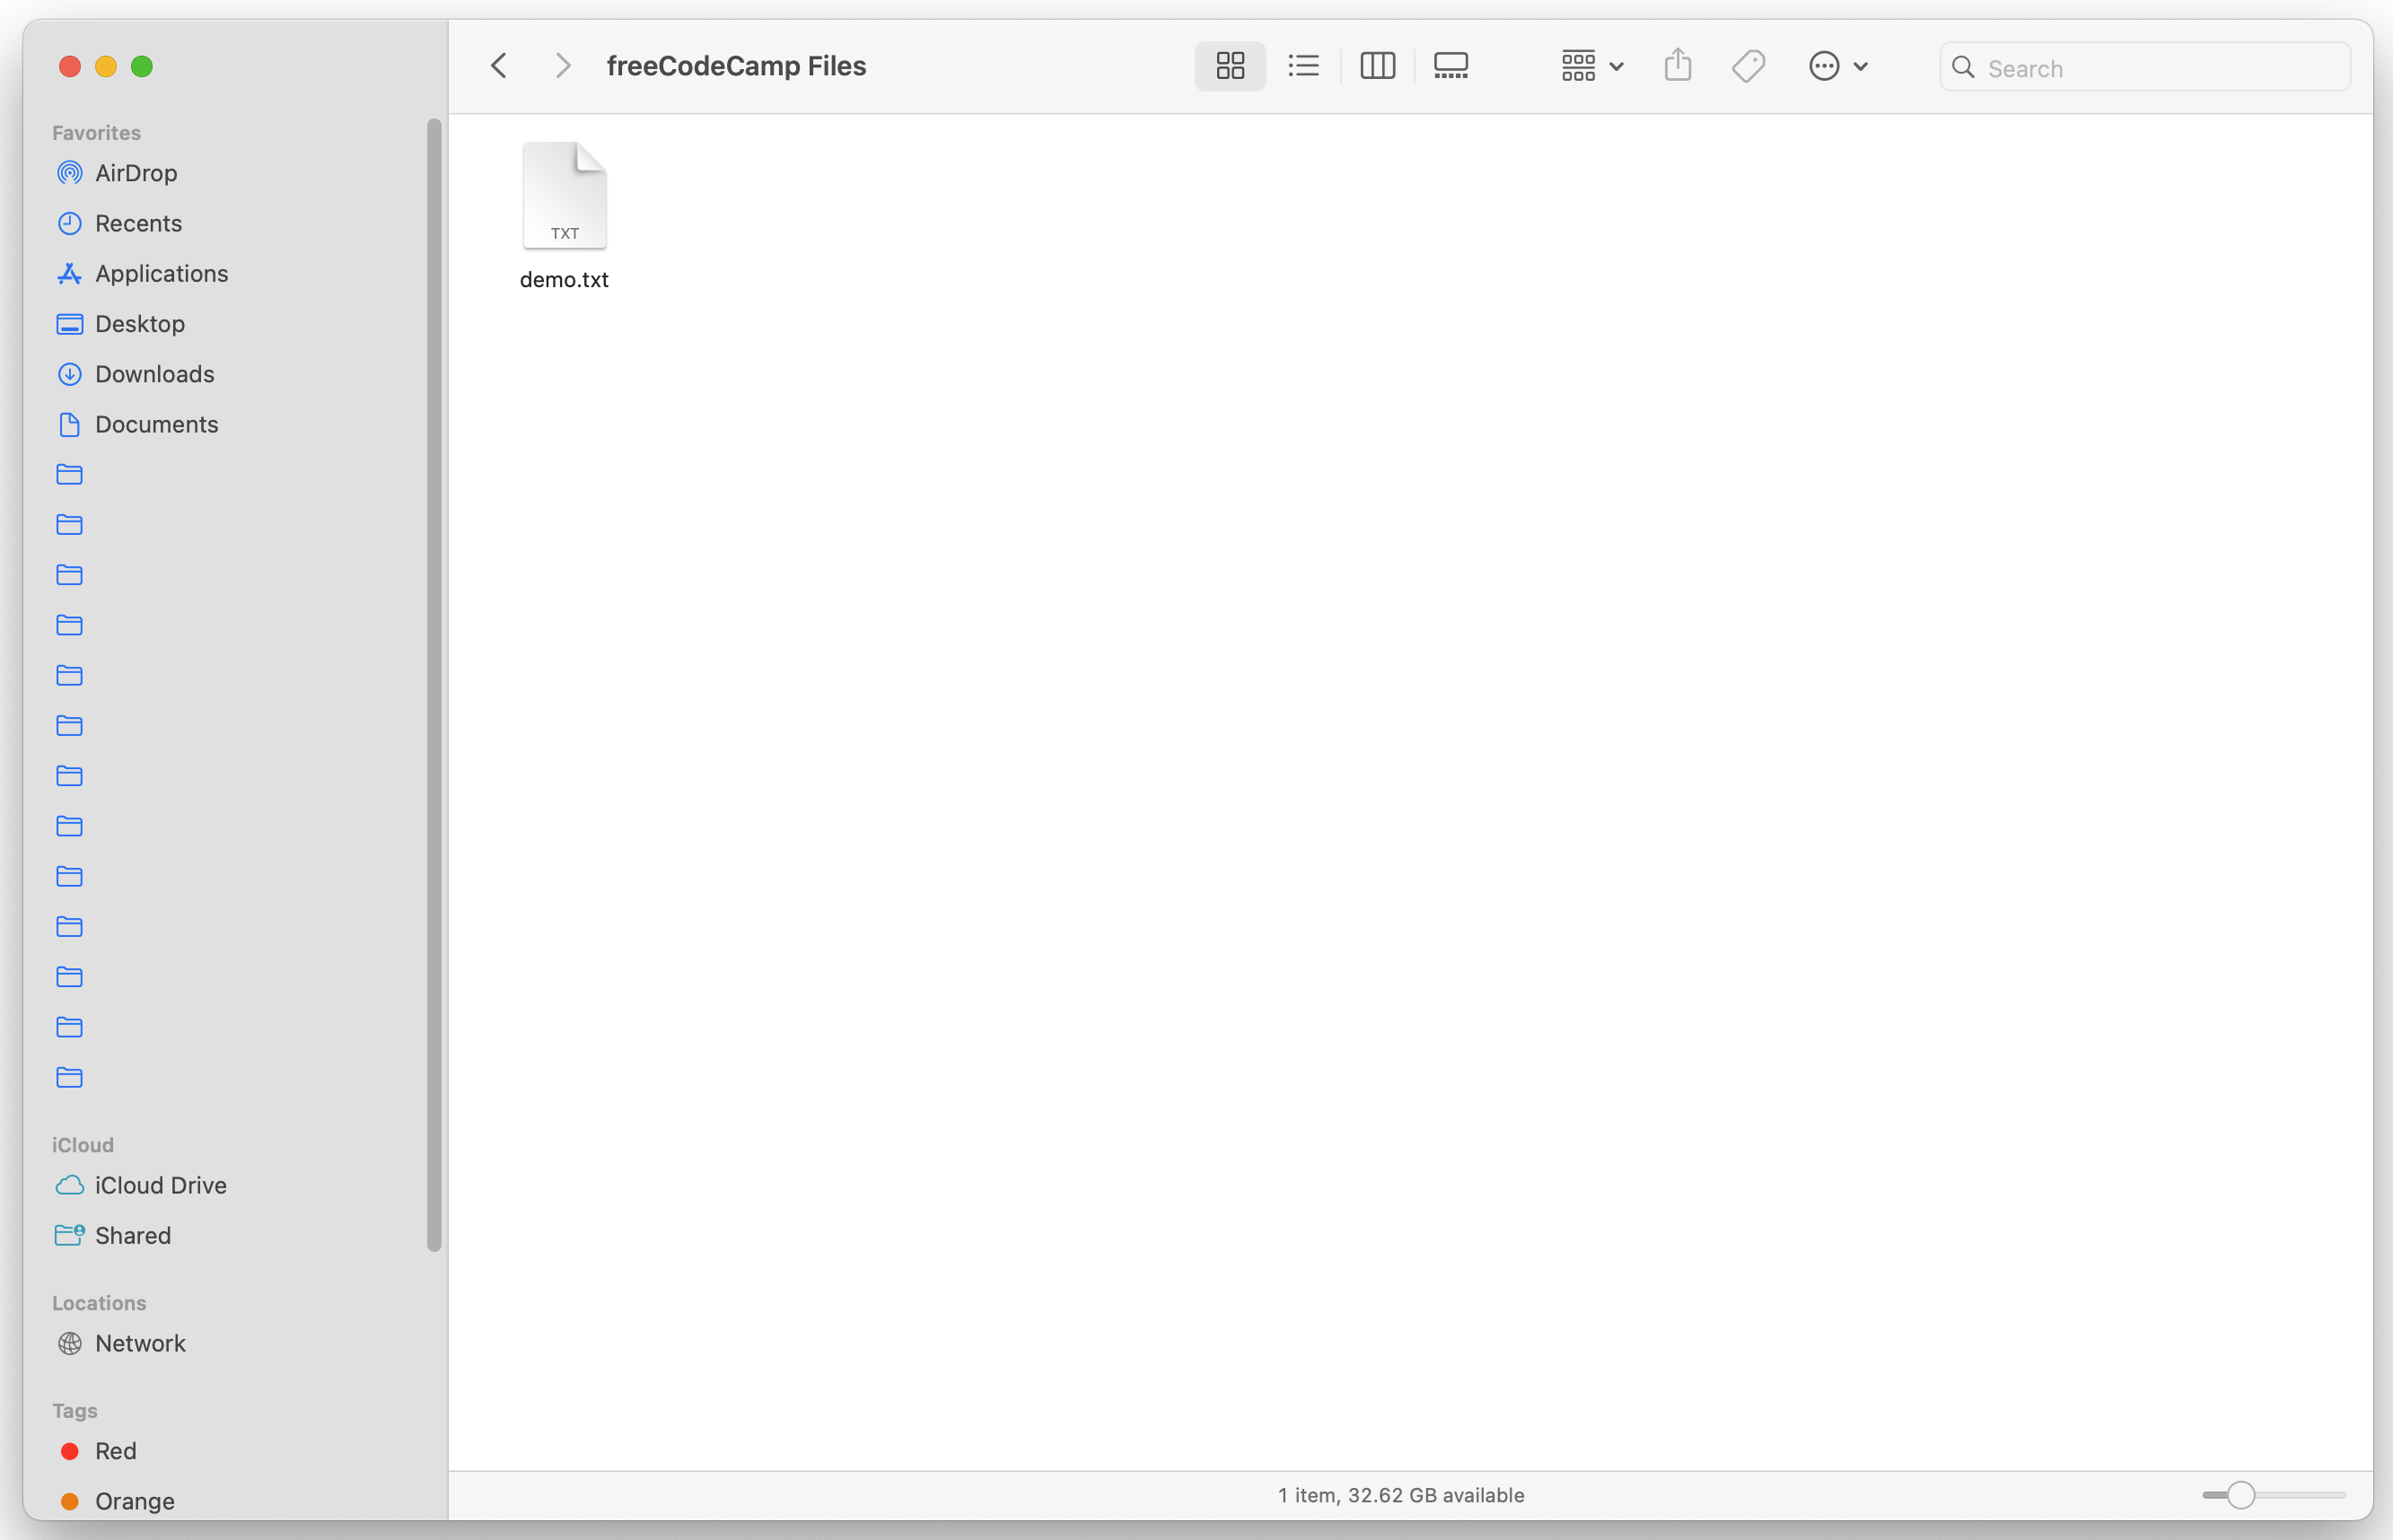 freeCodeCamp Files
Search
Favorites
AirDrop
Recents
Applications
Desktop
Downloads
Documents
iCloud
iCloud Drive
Shared
Locations
Network
Tags
Red
Orange
TXT
demo.txt
1 item, 32.62 GB available